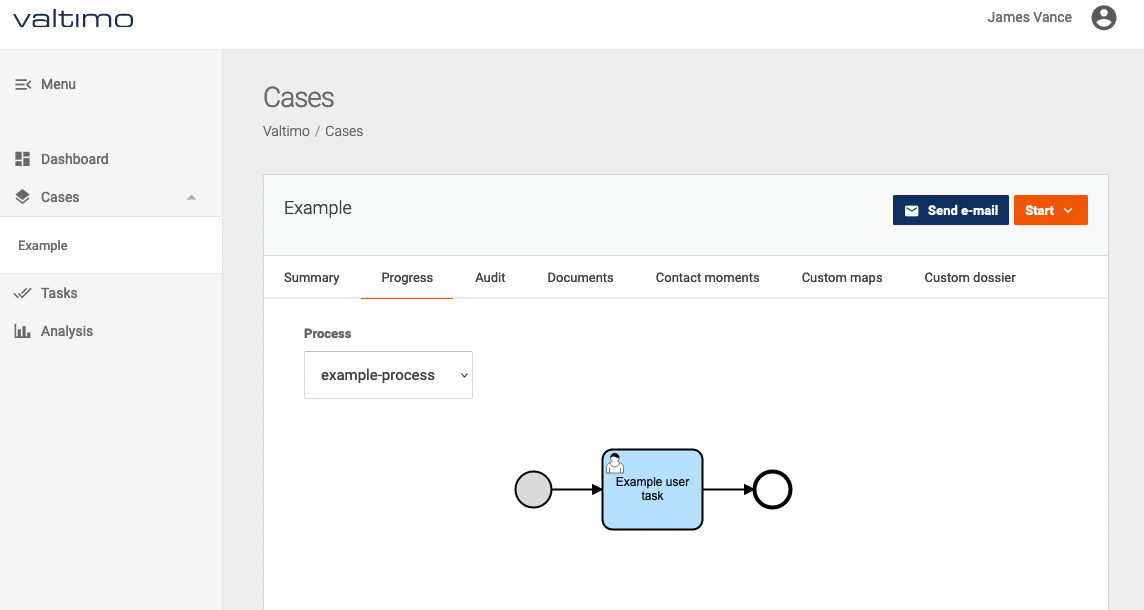 valtimo
James Vance
Menu
Dashboard
Cases
Example
Tasks
Analysis
Cases
Valtimo / Cases
Example
Send e-mail
Start
Summary Progress Audit Documents Contact moments Custom maps Custom dossier
Process
example-process
Example user
task